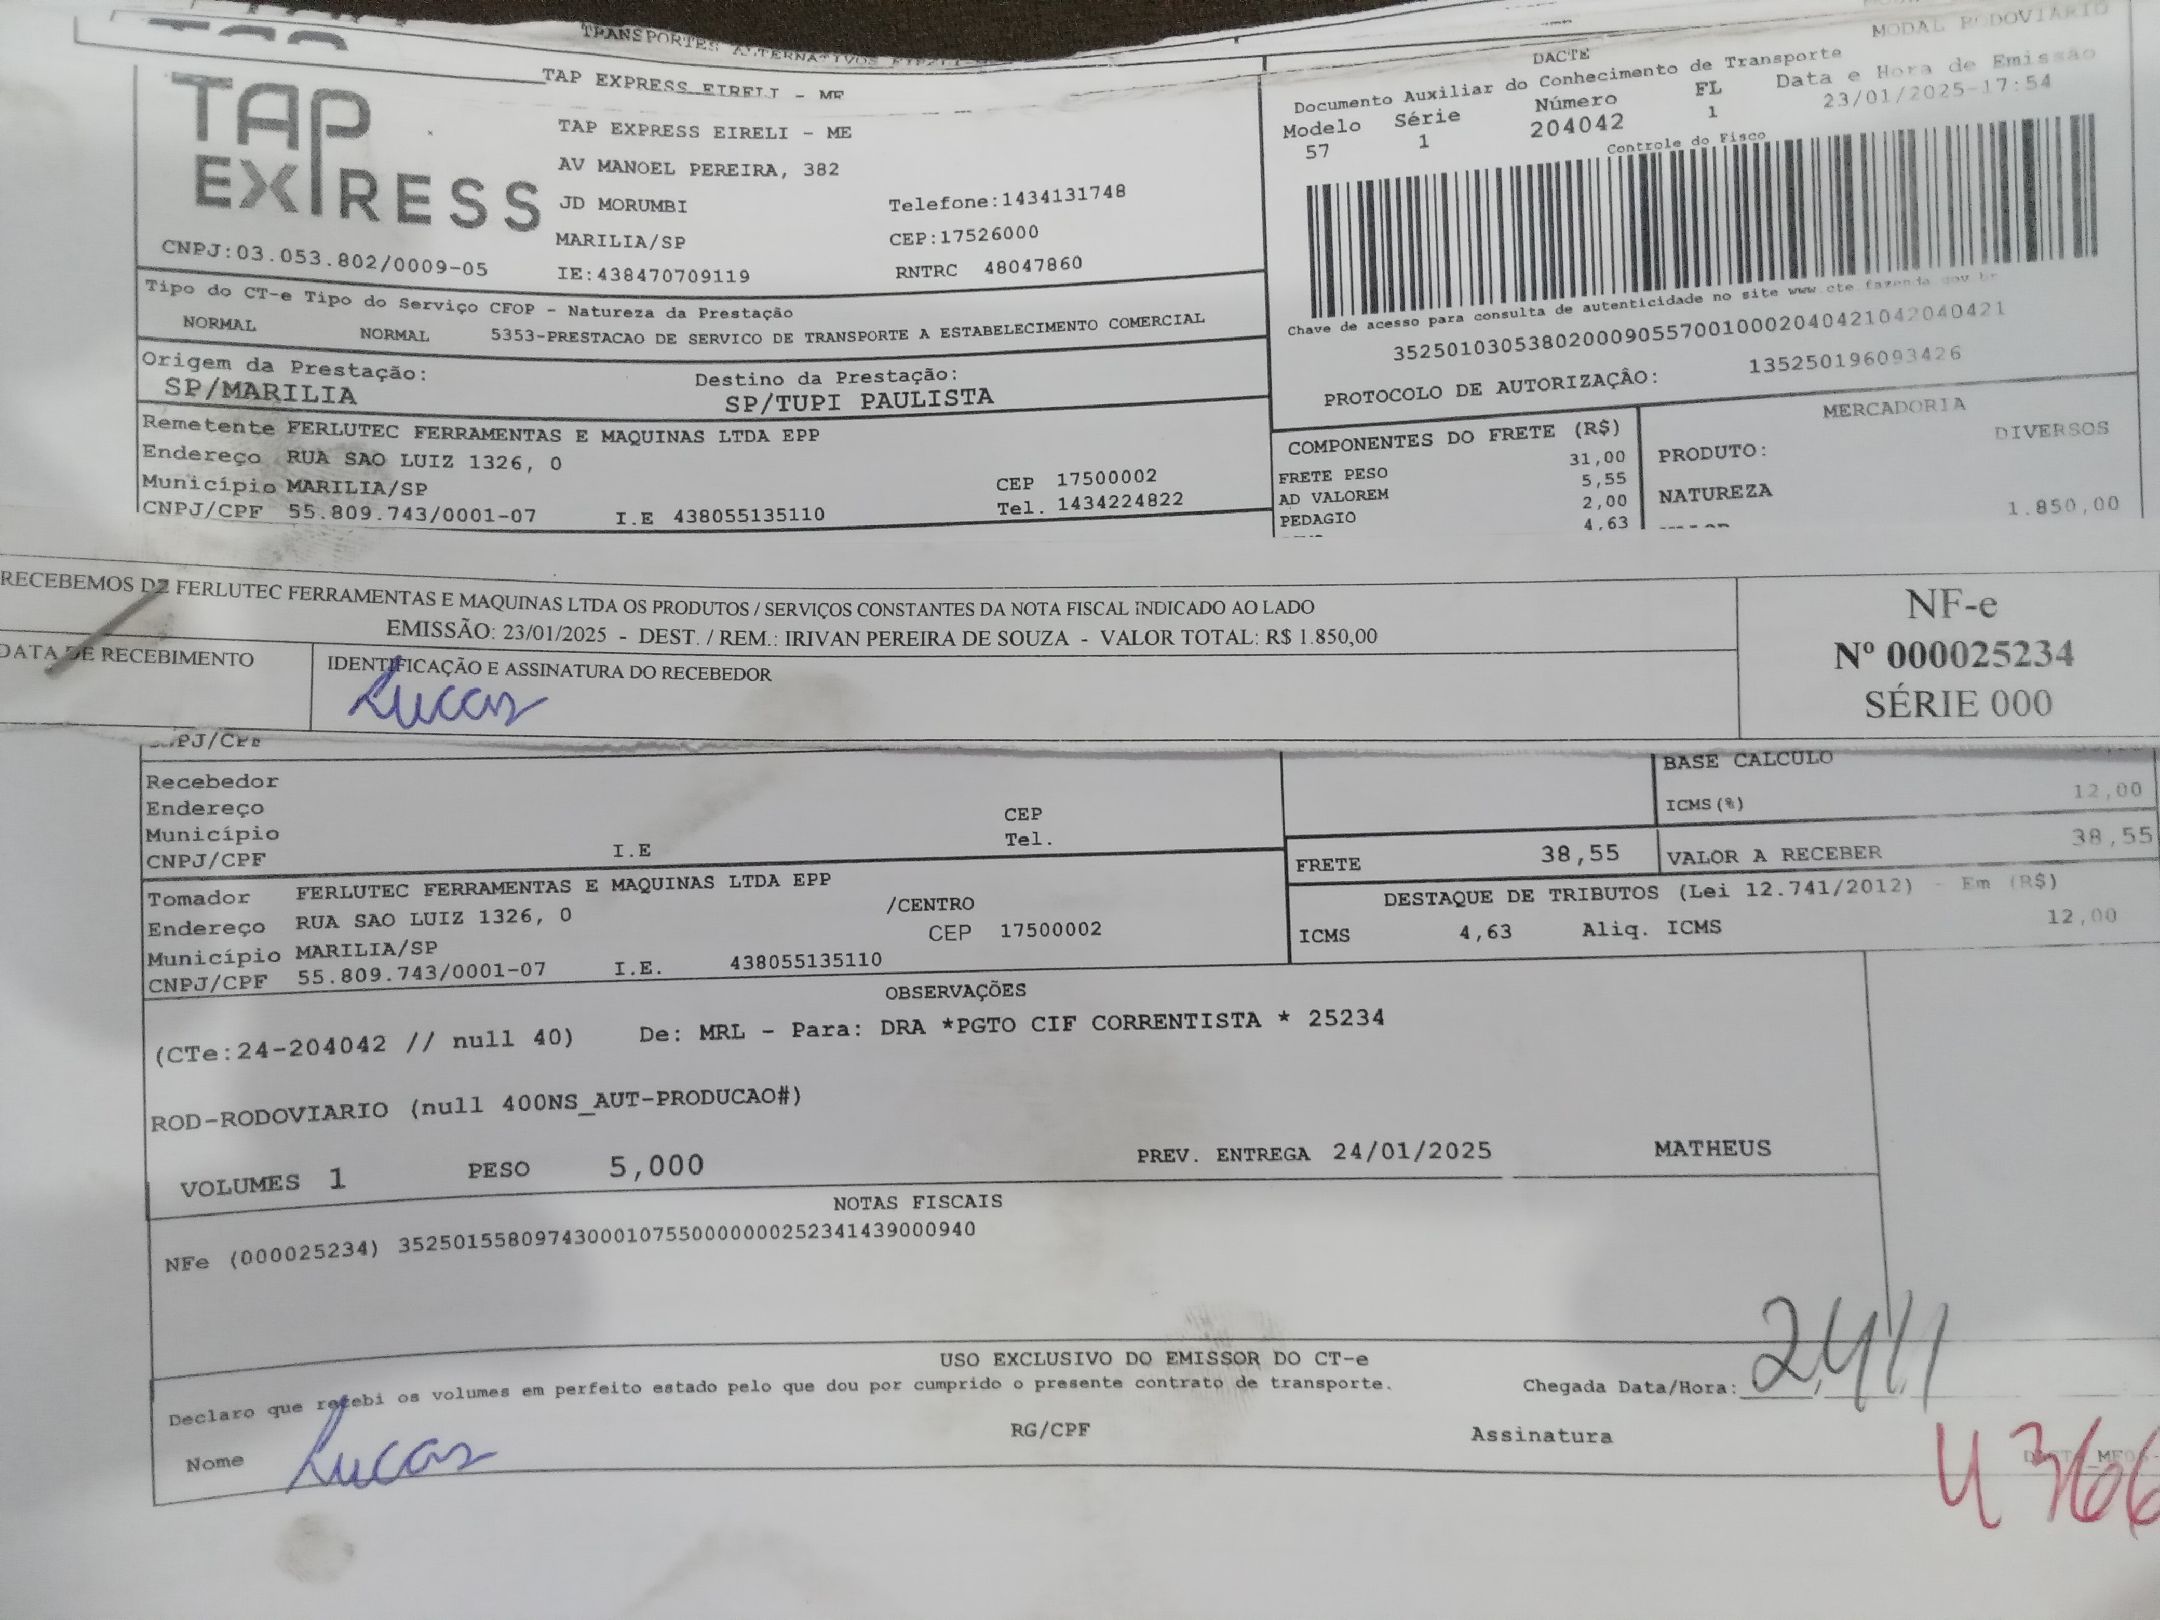 TRANSPORTES ALTERNATIVOS
MODAL RODOVIARIO
TAP EXPRESS EIRELI - ME
DACTE
Documento Auxiliar do Conhecimento de Transporte
Modelo Série Número FL Data e Hora de Emissão
57 1 204042 1 23/01/2025-17:54
Controle do Fisco
TAP EXPRESS
CNPJ:03.053.802/0009-05
TAP EXPRESS EIRELI - ME
AV MANOEL PEREIRA, 382
JD MORUMBI Telefone:1434131748
MARILIA/SP CEP:17526000
IE:438470709119 RNTRC 48047860
Chave de acesso para consulta de autenticidade no site www.cte.fazenda.gov.br
35250103053802000905570010002040421042040421
PROTOCOLO DE AUTORIZAÇÂO: 135250196093426
Tipo do CT-e Tipo do Serviço CFOP - Natureza da Prestação
NORMAL NORMAL 5353-PRESTACAO DE SERVICO DE TRANSPORTE A ESTABELECIMENTO COMERCIAL
Origem da Prestação: Destino da Prestação:
SP/MARILIA SP/TUPI PAULISTA
Remetente FERLUTEC FERRAMENTAS E MAQUINAS LTDA EPP
Endereço RUA SAO LUIZ 1326, 0
Município MARILIA/SP CEP 17500002
CNPJ/CPF 55.809.743/0001-07 I.E 438055135110 Tel. 1434224822
COMPONENTES DO FRETE (R$)
FRETE PESO 31,00
AD VALOREM 5,55
PEDAGIO 2,00
4,63
MERCADORIA
PRODUTO: DIVERSOS
NATUREZA
1.850,00
RECEBEMOS DE FERLUTEC FERRAMENTAS E MAQUINAS LTDA OS PRODUTOS / SERVIÇOS CONSTANTES DA NOTA FISCAL INDICADO AO LADO
EMISSÃO: 23/01/2025 - DEST. / REM.: IRIVAN PEREIRA DE SOUZA - VALOR TOTAL: R$ 1.850,00
DATA DE RECEBIMENTO
IDENTIFICAÇÃO E ASSINATURA DO RECEBEDOR
Lucas
NF-e
Nº 000025234
SÉRIE 000
CNPJ/CPF
Recebedor
Endereço CEP
Município Tel.
CNPJ/CPF I.E
BASE CALCULO
ICMS(%) 12,00
FRETE 38,55 VALOR A RECEBER 38,55
DESTAQUE DE TRIBUTOS (Lei 12.741/2012) - Em (R$)
ICMS 4,63 Aliq. ICMS 12,00
Tomador FERLUTEC FERRAMENTAS E MAQUINAS LTDA EPP
Endereço RUA SAO LUIZ 1326, 0 /CENTRO
Município MARILIA/SP CEP 17500002
CNPJ/CPF 55.809.743/0001-07 I.E. 438055135110
OBSERVAÇÕES
(CTe:24-204042 // null 40) De: MRL - Para: DRA *PGTO CIF CORRENTISTA * 25234
ROD-RODOVIARIO (null 400NS_AUT-PRODUCAO#)
VOLUMES 1 PESO 5,000 PREV. ENTREGA 24/01/2025 MATHEUS
NOTAS FISCAIS
NFe (000025234) 35250155809743000107550000000252341439000940
USO EXCLUSIVO DO EMISSOR DO CT-e
Declaro que recebi os volumes em perfeito estado pelo que dou por cumprido o presente contrato de transporte.
Chegada Data/Hora: 24/1/
Nome Lucas RG/CPF Assinatura